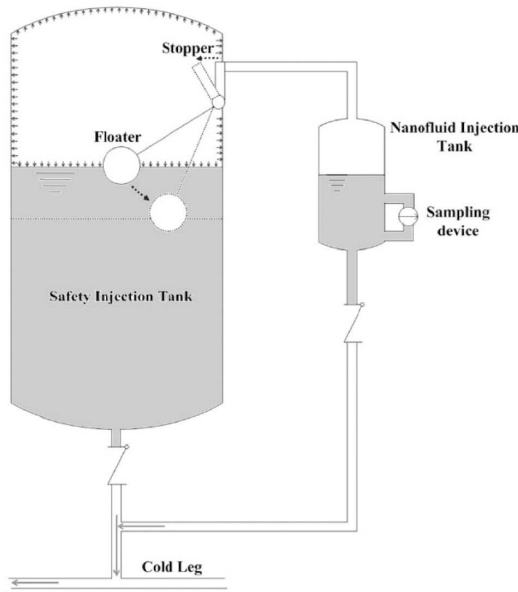 Stopper
Floater
Nanofluid Injection
Tank
Sampling
device
Safety Injection Tank
Cold Leg